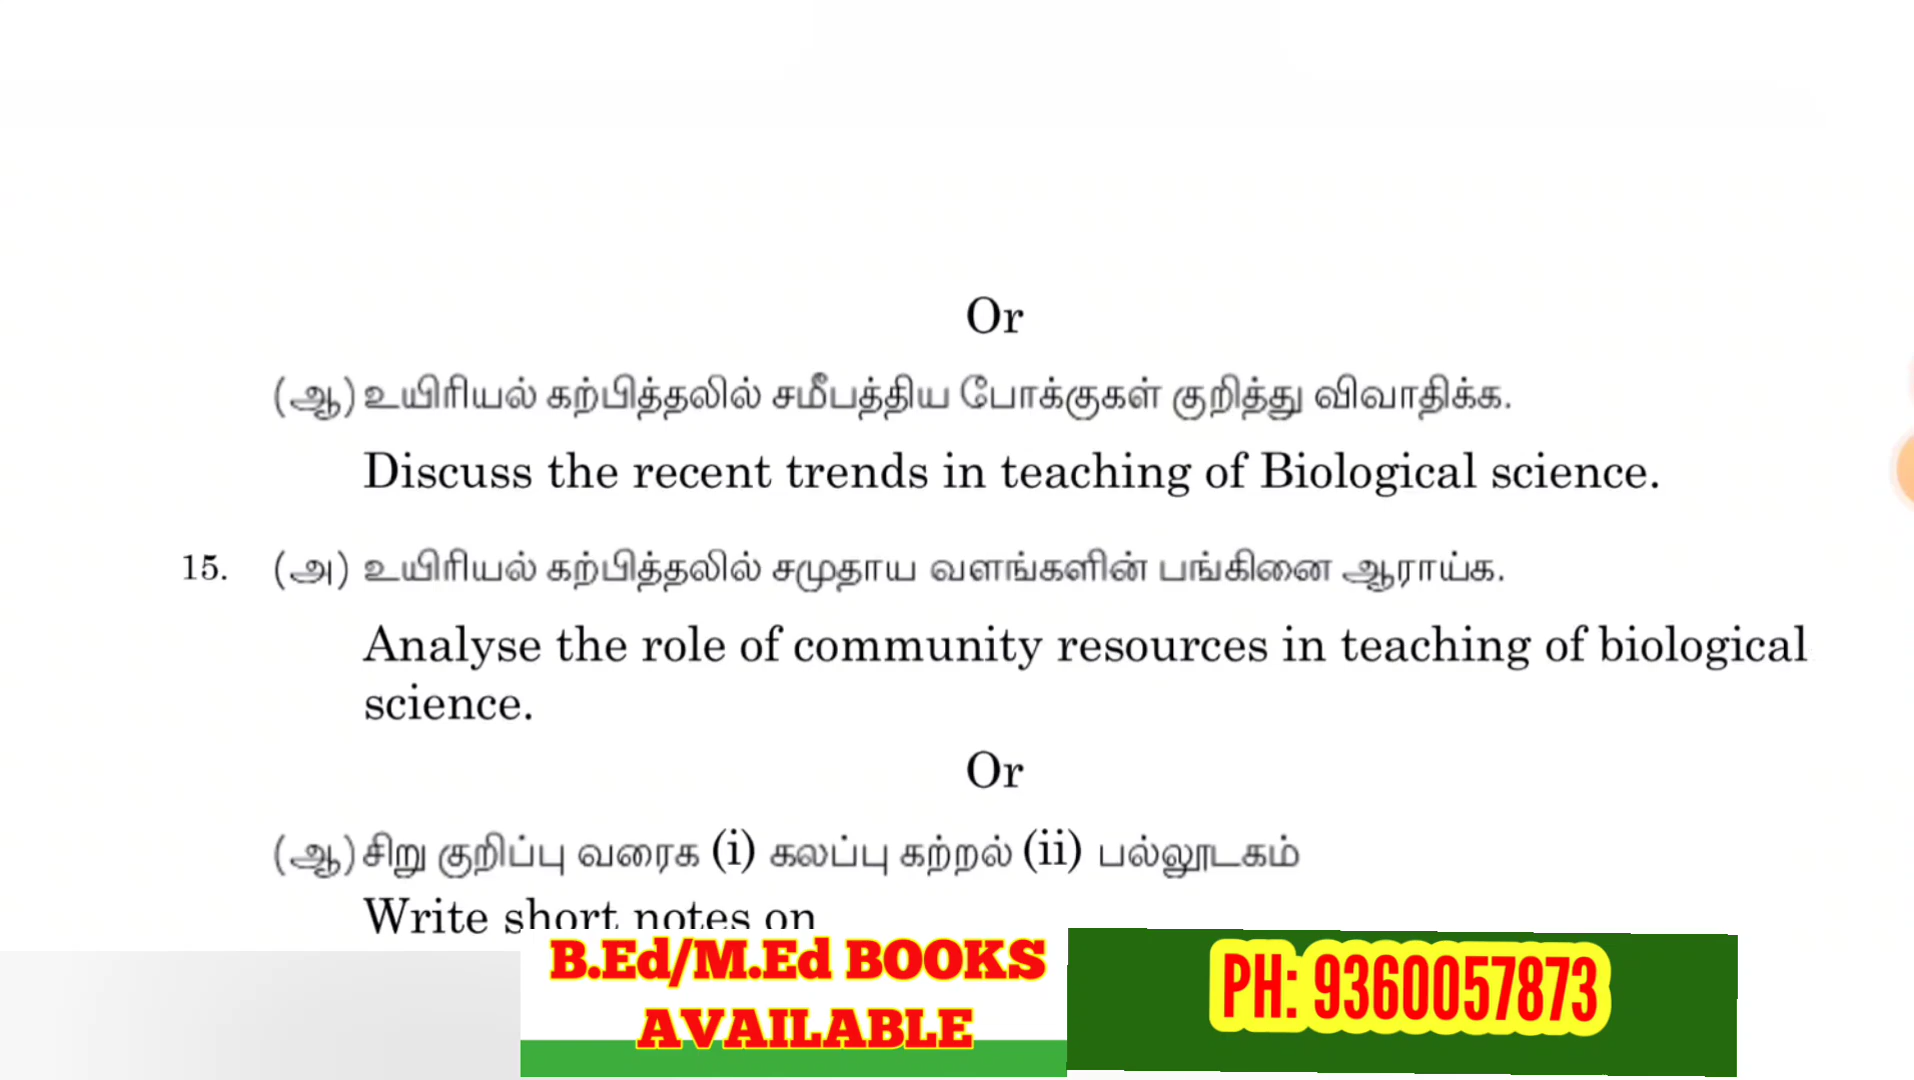 Or
(ஆ) உயிரியல் கற்பித்தலில் சமீபத்திய போக்குகள் குறித்து விவாதிக்க.
Discuss the recent trends in teaching of Biological science.
15. (அ) உயிரியல் கற்பித்தலில் சமுதாய வளங்களின் பங்கினை ஆராய்க.
Analyse the role of community resources in teaching of biological
science.
Or
(ஆ) சிறு குறிப்பு வரைக (i) கலப்பு கற்றல் (ii) பல்லூடகம்
Write short notes on
B.Ed/M.Ed BOOKS
AVAILABLE
PH: 9360057873